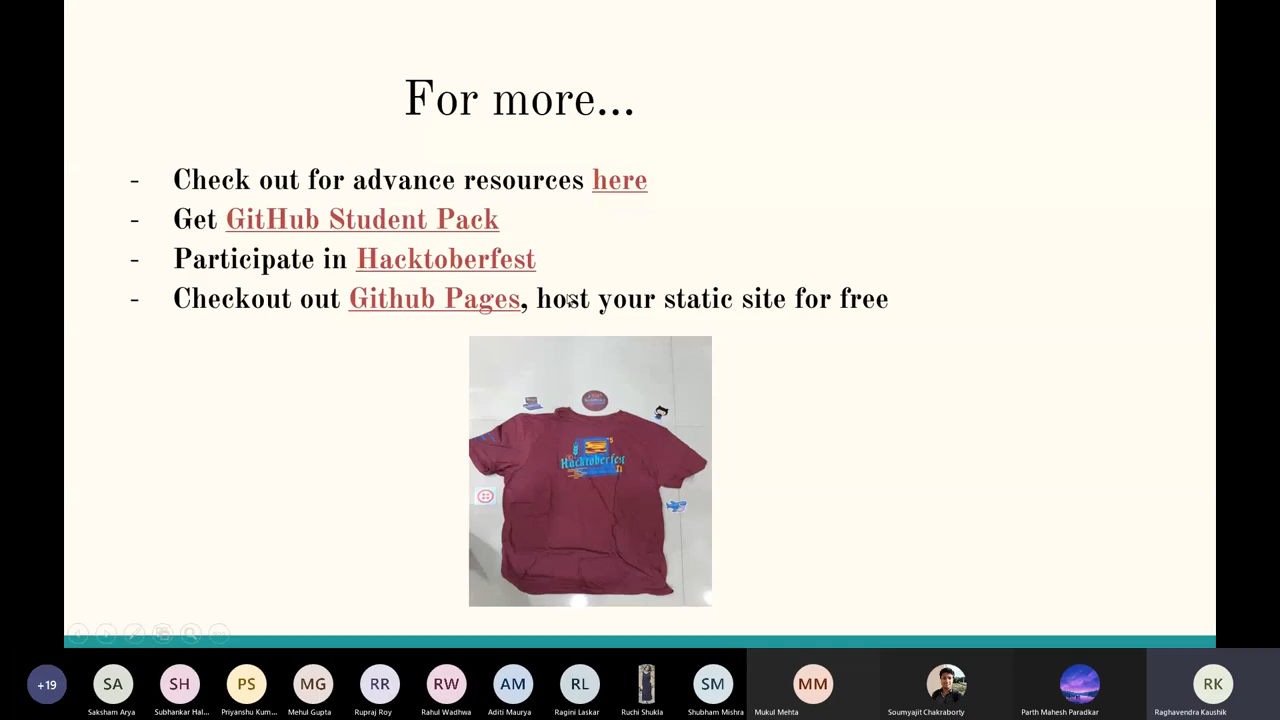 For more...
- Check out for advance resources here
- Get GitHub Student Pack
- Participate in Hacktoberfest
- Checkout out Github Pages, host your static site for free
Hacktoberfest
+19
SA
SH
PS
MG
RR
RW
AM
RL
SM
MM
RK
Saksham Arya
Subhankar Hal...
Priyanshu Kum...
Mehul Gupta
Rupraj Roy
Rahul Wadhwa
Aditi Maurya
Ragini Laskar
Ruchi Shukla
Shubham Mishra
Mukul Mehta
Soumyajit Chakraborty
Parth Mahesh Paradkar
Raghavendra Kaushik